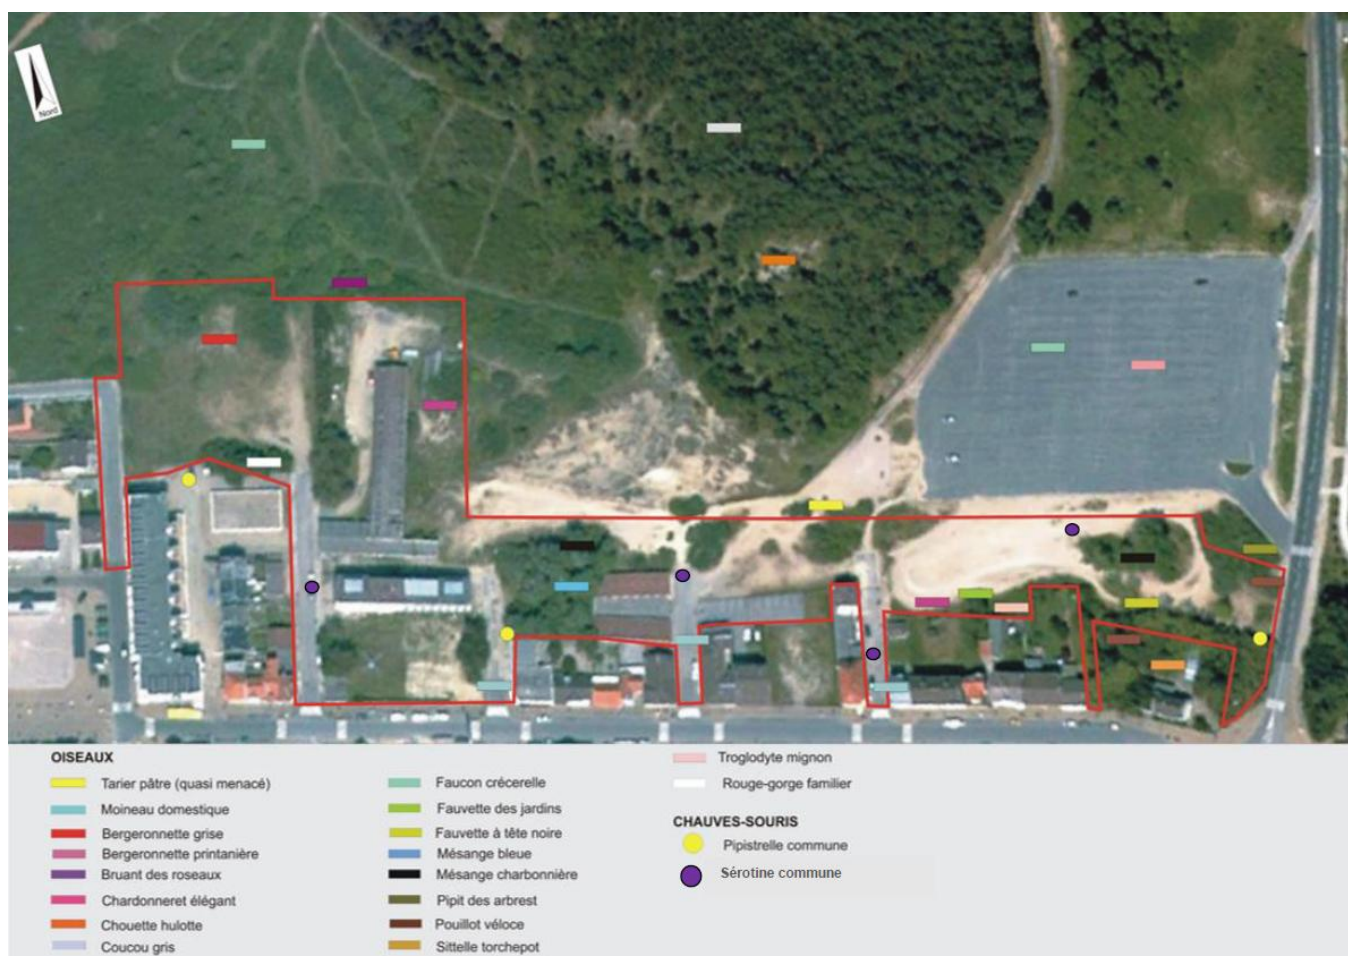 Nord
OISEAUX
Tarier pâtre (quasi menacé)
Moineau domestique
Bergeronnette grise
Bergeronnette printanière
Bruant des roseaux
Chardonneret élégant
Chouette hulotte
Coucou gris
Faucon crécerelle
Fauvette des jardins
Fauvette à tête noire
Mésange bleue
Mésange charbonnière
Pipit des arbrest
Pouillot véloce
Sittelle torchepot
Troglodyte mignon
Rouge-gorge familier
CHAUVES-SOURIS
Pipistrelle commune
Sérotine commune